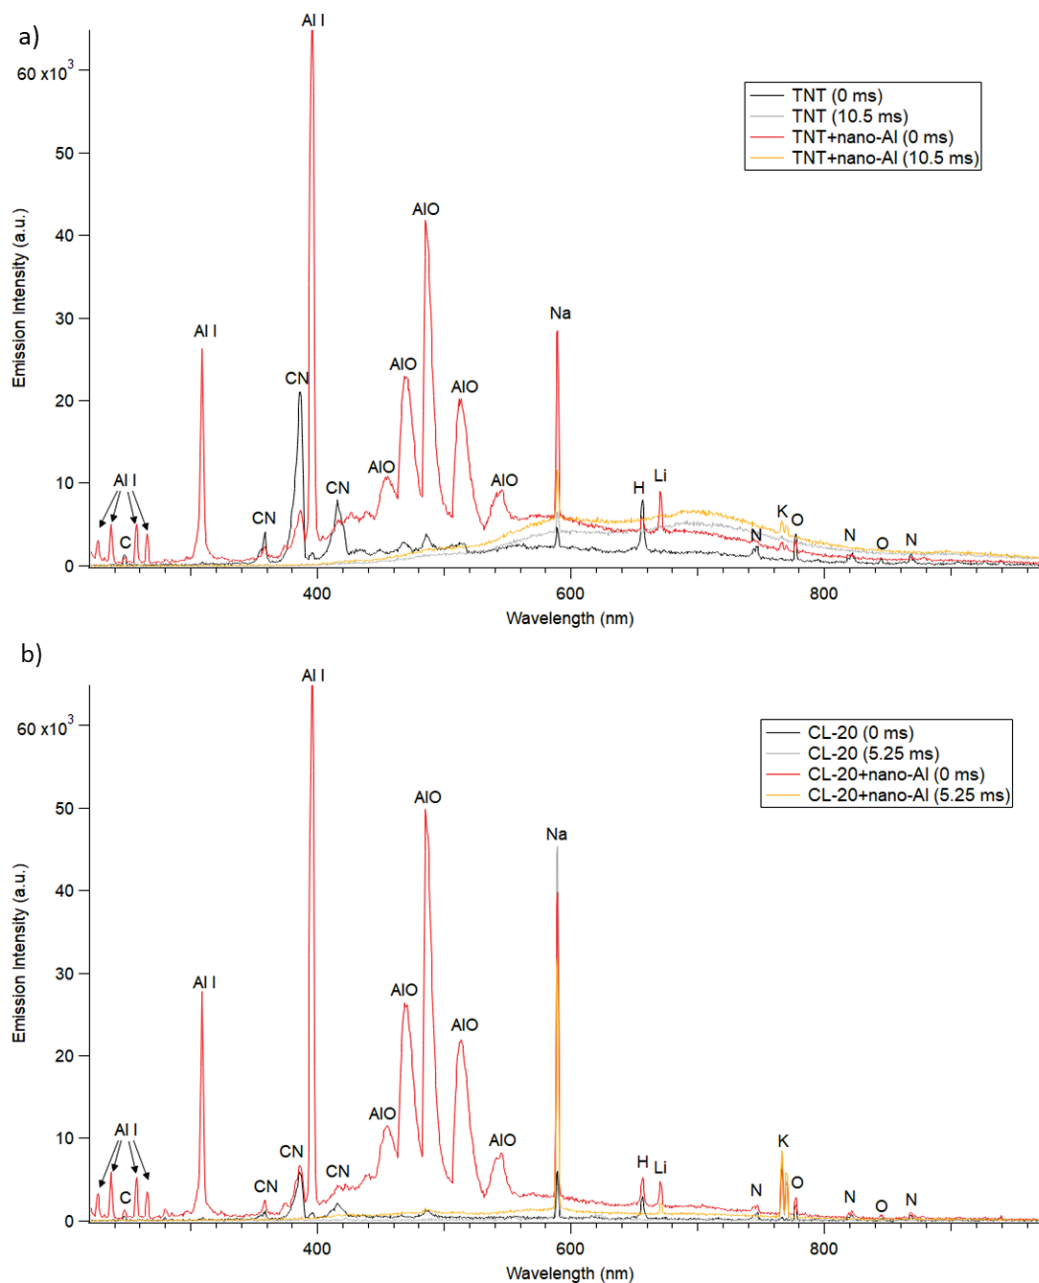 a)
Al I
60 x10³
TNT (0 ms)
TNT (10.5 ms)
TNT+nano-Al (0 ms)
TNT+nano-Al (10.5 ms)
50
AlO
40
Al I
Na
30
CN
AlO
AlO
20
Al I
CN
CN
AlO
AlO
H
Li
10
C
K
O
N
N
O
N
0
400
600
800
Emission Intensity (a.u.)
Wavelength (nm)
b)
Al I
60 x10³
CL-20 (0 ms)
CL-20 (5.25 ms)
CL-20+nano-Al (0 ms)
CL-20+nano-Al (5.25 ms)
50
AlO
Na
40
Al I
AlO
30
AlO
20
Al I
CN
AlO
AlO
K
10
C
CN
CN
H
Li
O
N
N
O
N
0
400
600
800
Emission Intensity (a.u.)
Wavelength (nm)